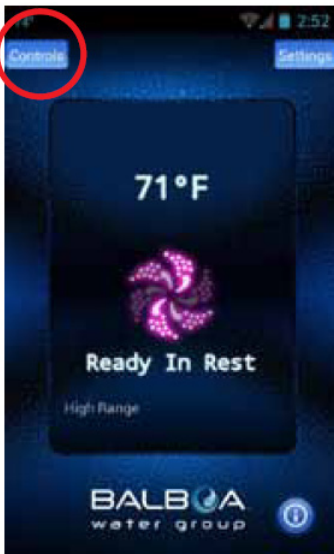 2:52
Controls
Settings
71°F
Ready In Rest
High Range
BALBOA
water group
i